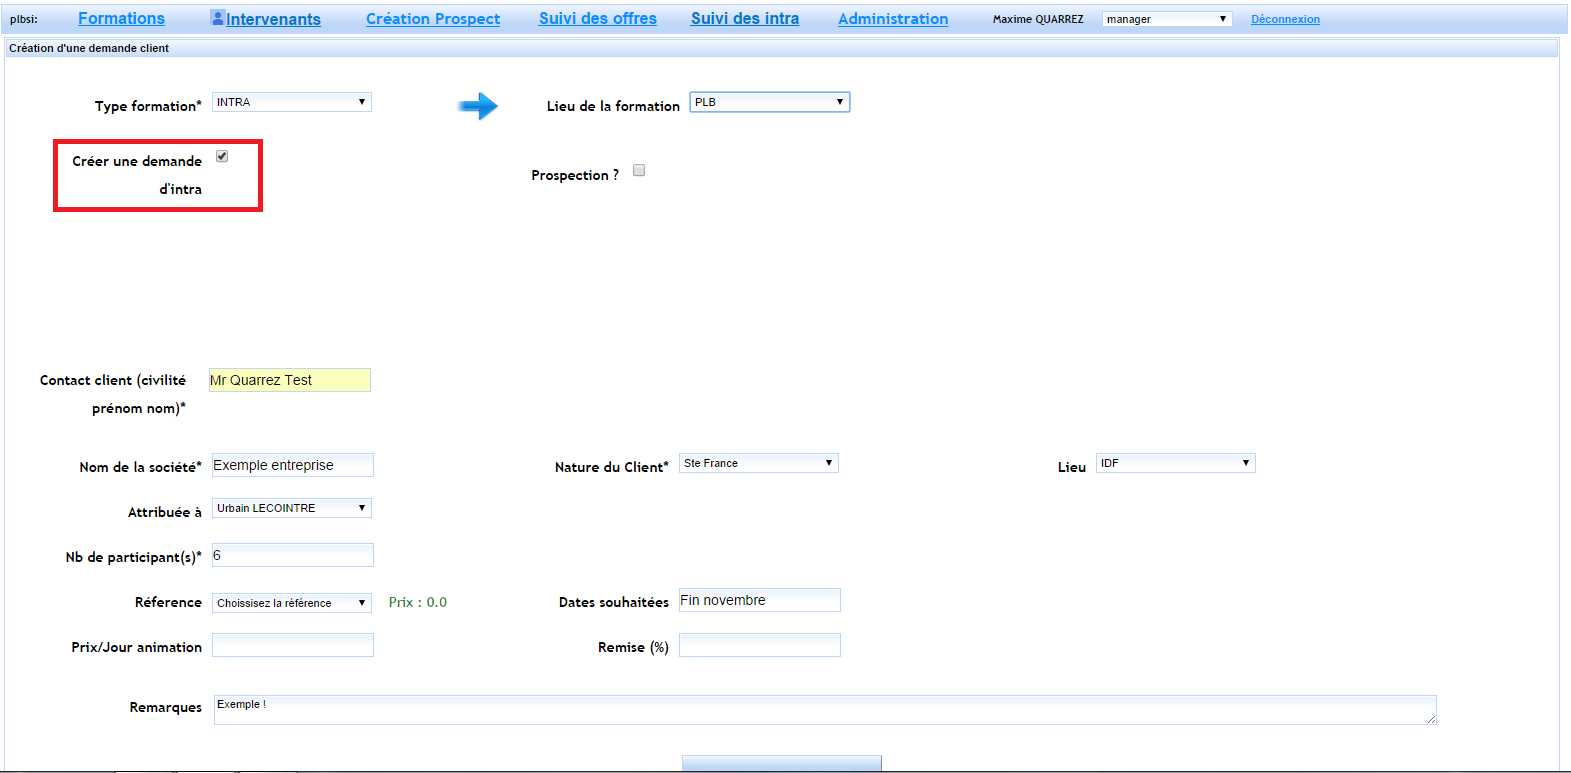 plbsi: Formations Intervenants Création Prospect Suivi des offres Suivi des intra Administration Maxime QUARREZ manager Déconnexion
Création d'une demande client
Type formation* INTRA Lieu de la formation PLB
Créer une demande
d'intra
Prospection ?
Contact client (civilité
prénom nom)* Mr Quarrez Test
Nom de la société* Exemple entreprise Nature du Client* Ste France Lieu IDF
Attribuée à Urbain LECOINTRE
Nb de participant(s)* 6
Réference Choissisez la référence Prix : 0.0 Dates souhaitées Fin novembre
Prix/Jour animation Remise (%)
Remarques Exemple !